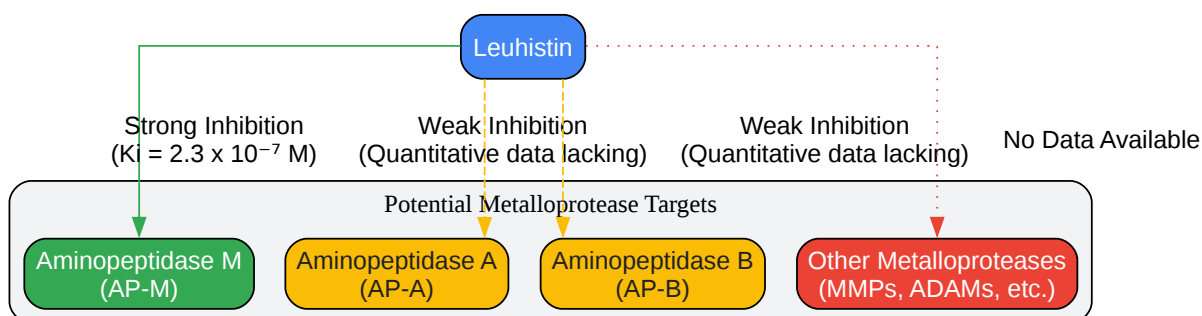 Leuhistin
Strong Inhibition
(Ki = 2.3 x 10⁻⁷ M)
Weak Inhibition
(Quantitative data lacking)
Weak Inhibition
(Quantitative data lacking)
No Data Available
Potential Metalloprotease Targets
Aminopeptidase M
(AP-M)
Aminopeptidase A
(AP-A)
Aminopeptidase B
(AP-B)
Other Metalloproteases
(MMPs, ADAMs, etc.)